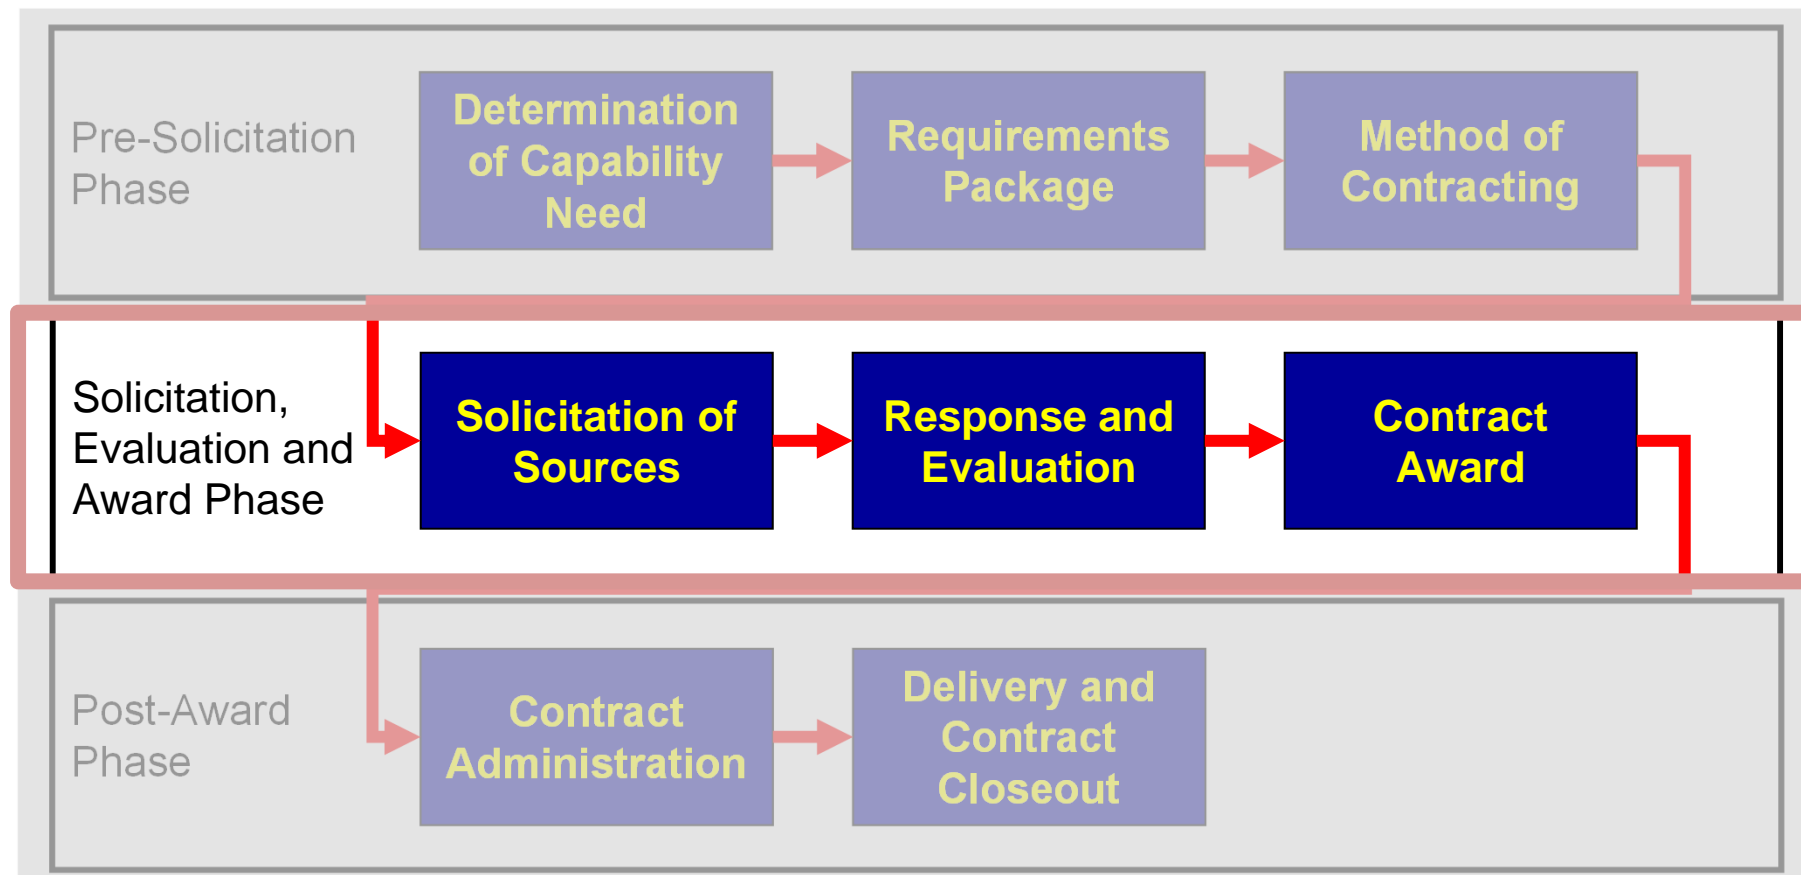 Pre-Solicitation
Phase
Determination
of Capability
Need
Requirements
Package
Method of
Contracting
Solicitation,
Evaluation and
Award Phase
Solicitation of
Sources
Response and
Evaluation
Contract
Award
Post-Award
Phase
Contract
Administration
Delivery and
Contract
Closeout